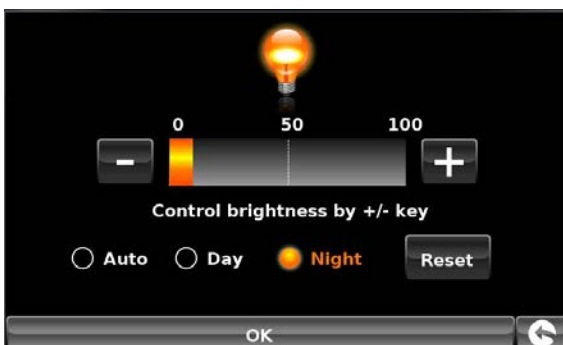 0 50 100
- +
Control brightness by +/- key
Auto Day Night Reset
OK